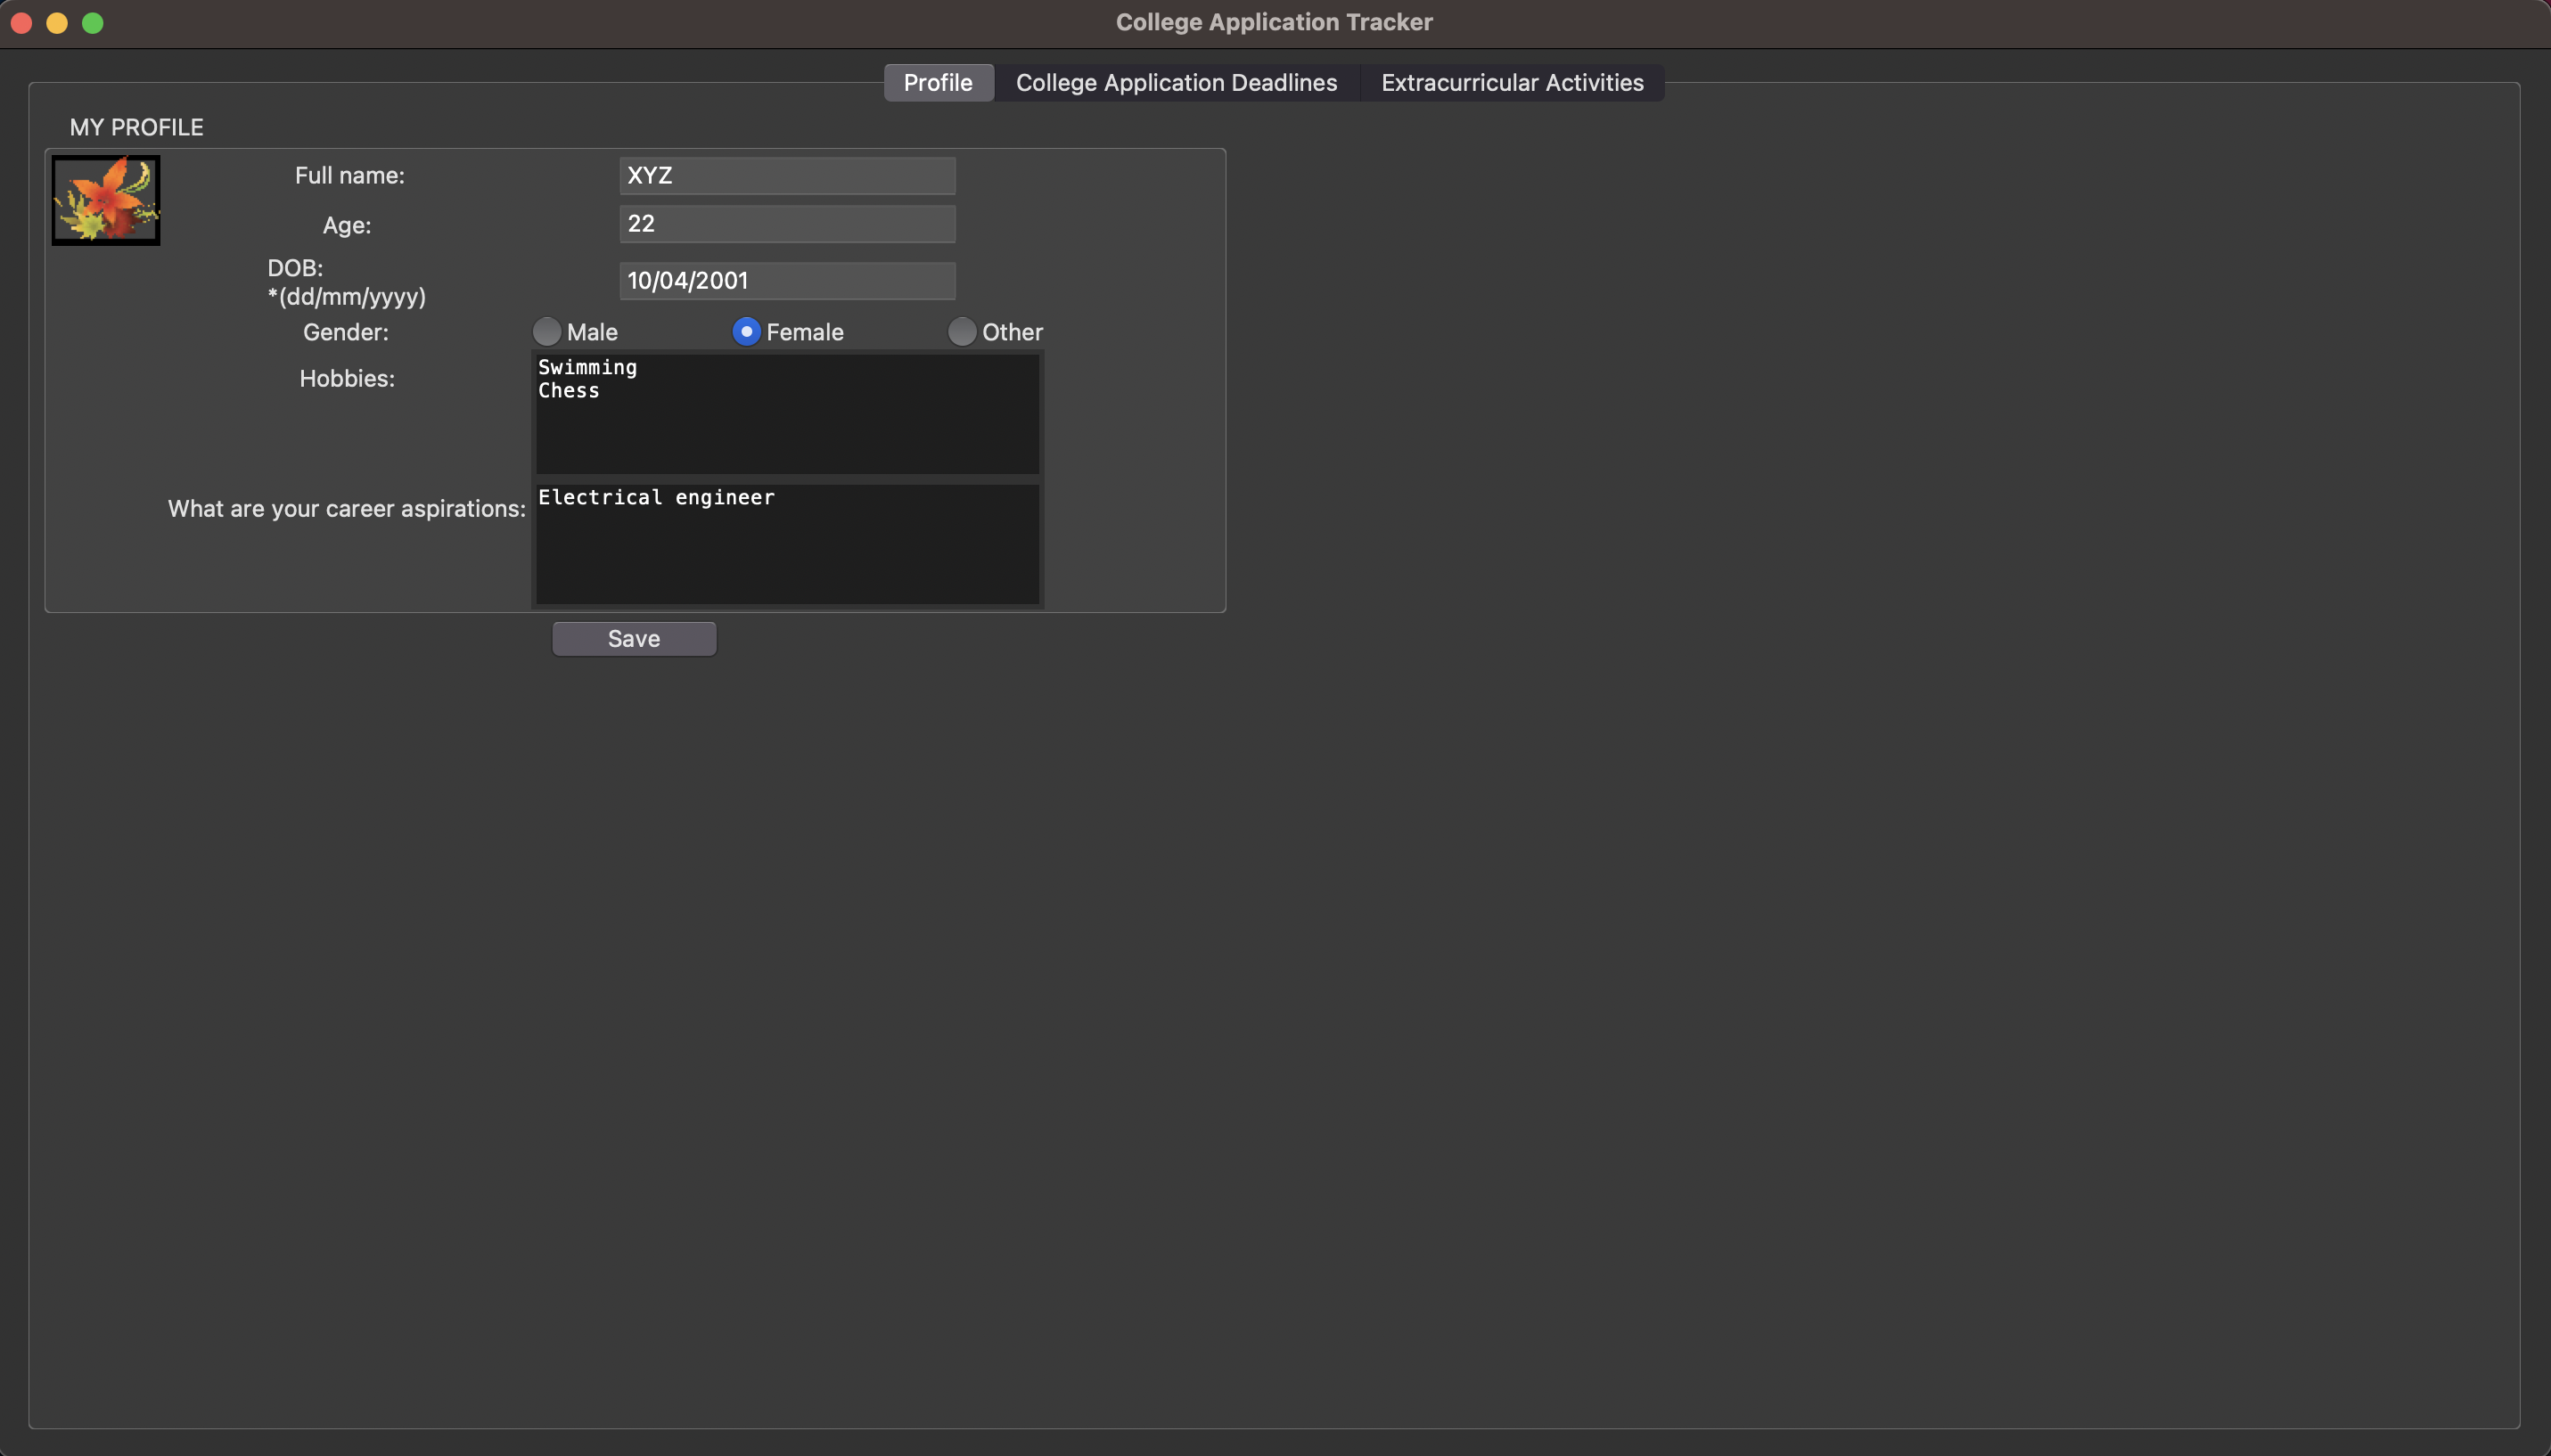 College Application Tracker
Profile College Application Deadlines Extracurricular Activities
MY PROFILE
Full name: XYZ
Age: 22
DOB:
*(dd/mm/yyyy) 10/04/2001
Gender: Male Female Other
Hobbies: Swimming
Chess
What are your career aspirations: Electrical engineer
Save